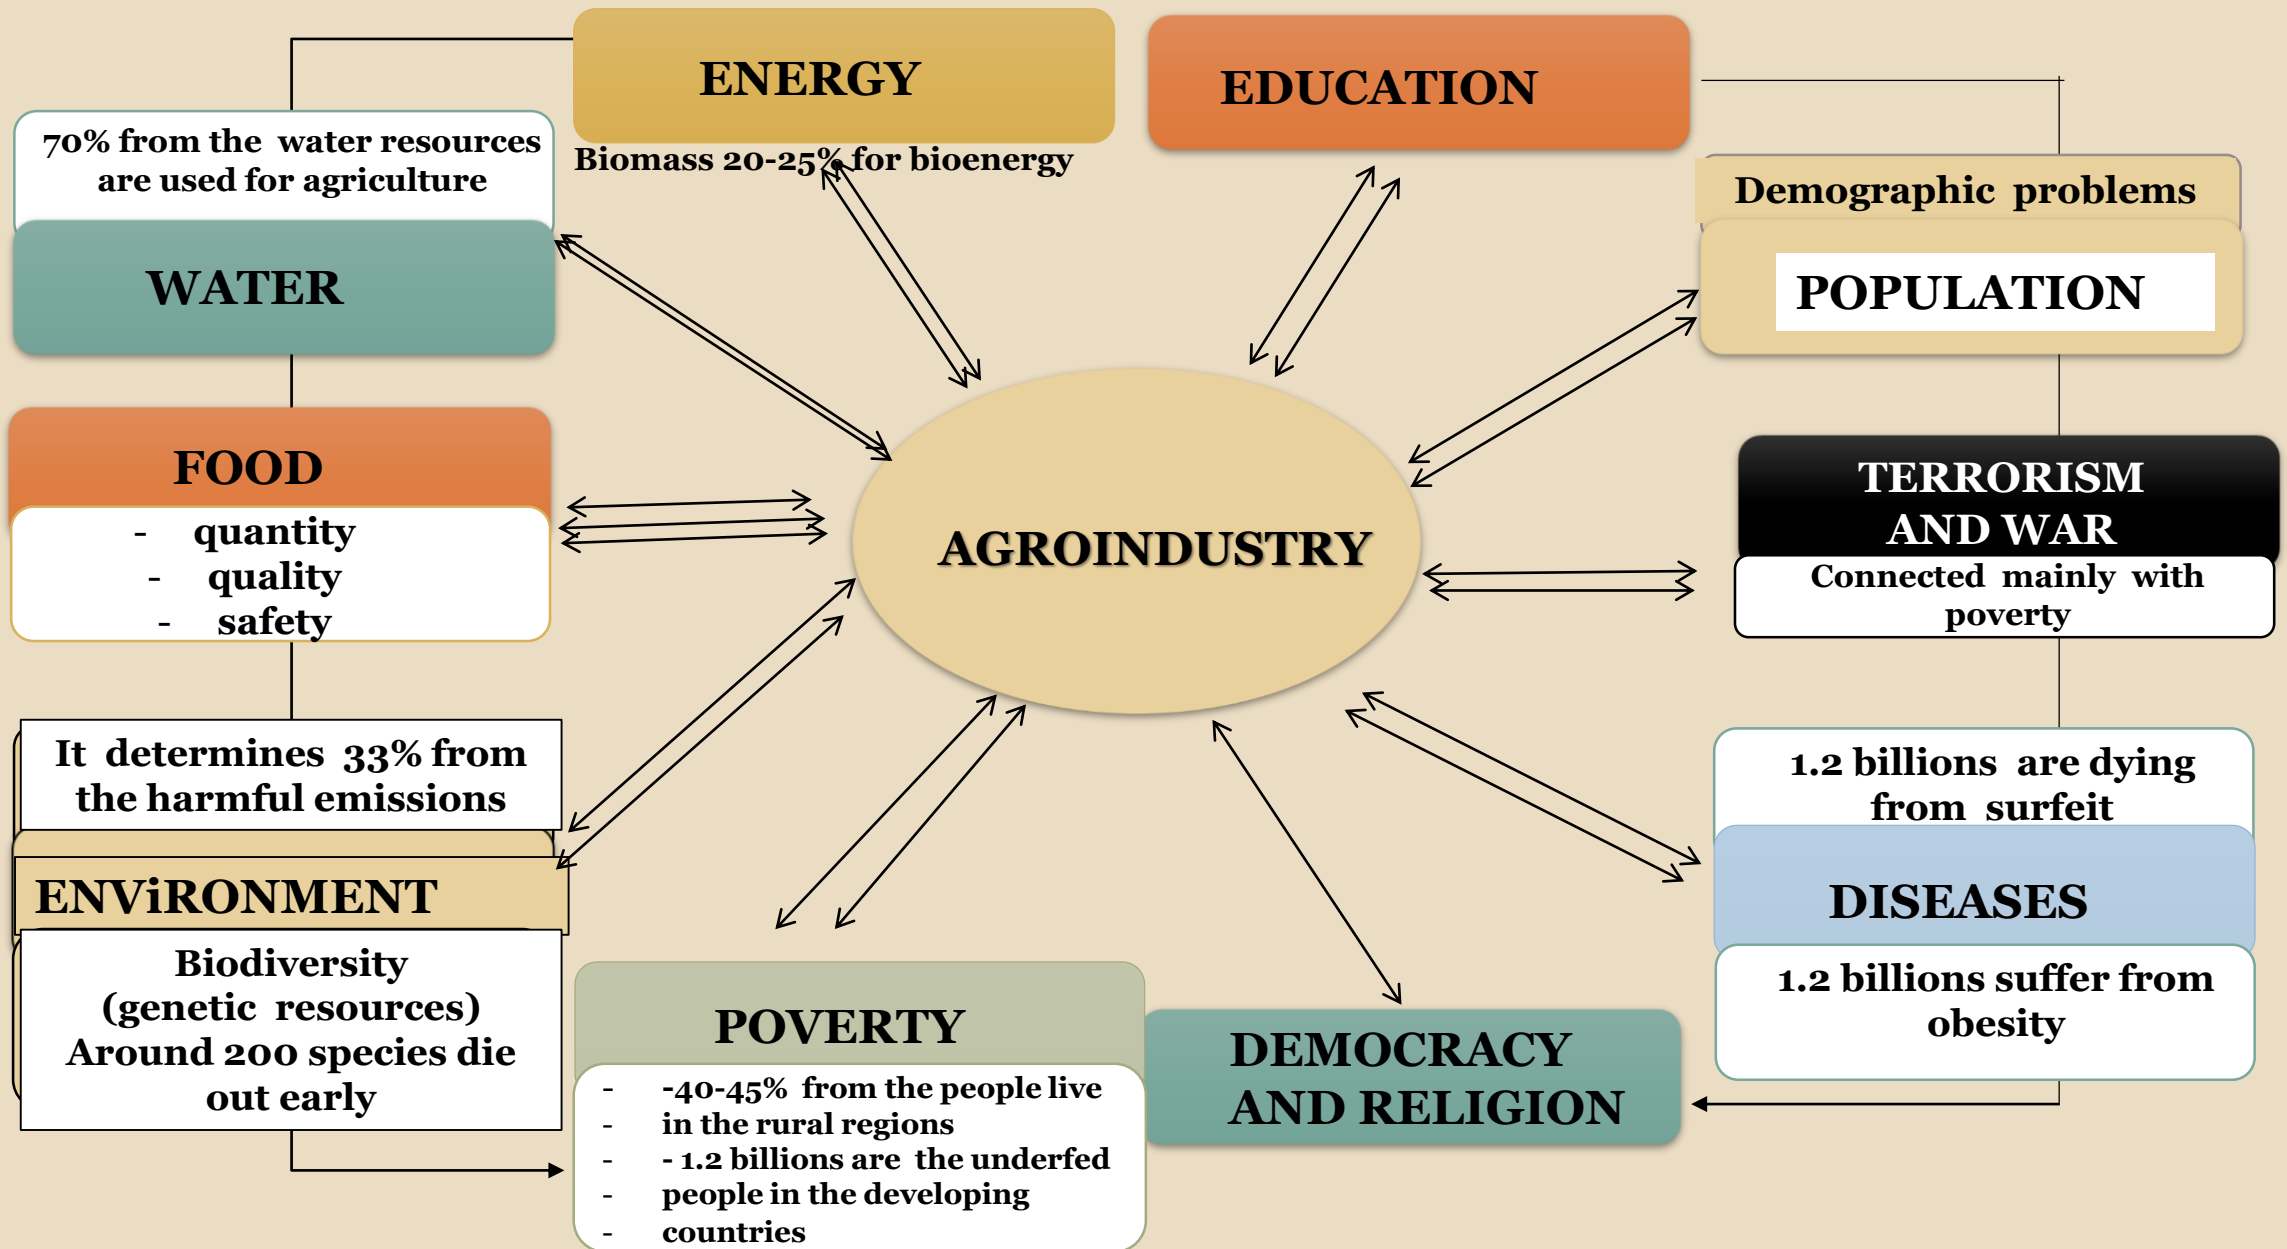 ENERGY
Biomass 20-25% for bioenergy
EDUCATION
70% from the water resources
are used for agriculture
WATER
Demographic problems
POPULATION
FOOD
- quantity
- quality
- safety
AGROINDUSTRY
TERRORISM
AND WAR
Connected mainly with
poverty
It determines 33% from
the harmful emissions
ENViRONMENT
Biodiversity
(genetic resources)
Around 200 species die
out early
1.2 billions are dying
from surfeit
DISEASES
1.2 billions suffer from
obesity
POVERTY
- -40-45% from the people live
- in the rural regions
- - 1.2 billions are the underfed
- people in the developing
- countries
DEMOCRACY
AND RELIGION